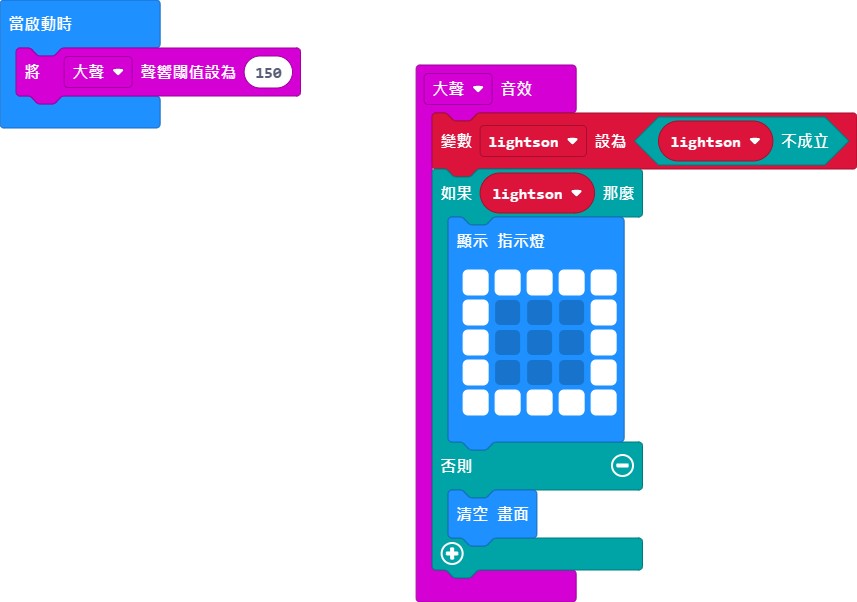 當啟動時
將 大聲 聲響閾值設為 150
大聲 音效
變數 lightson 設為 lightson 不成立
如果 lightson 那麼
顯示 指示燈
否則
清空 畫面